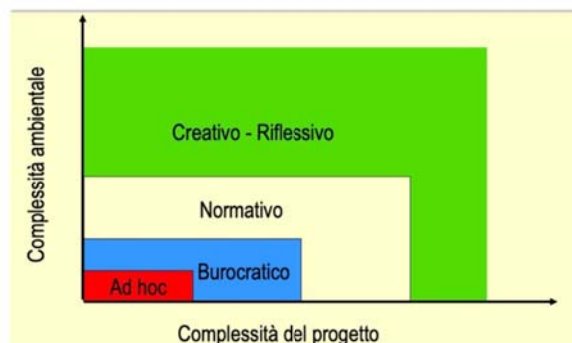 Complessità ambientale
Creativo - Riflessivo
Normativo
Burocratico
Ad hoc
Complessità del progetto